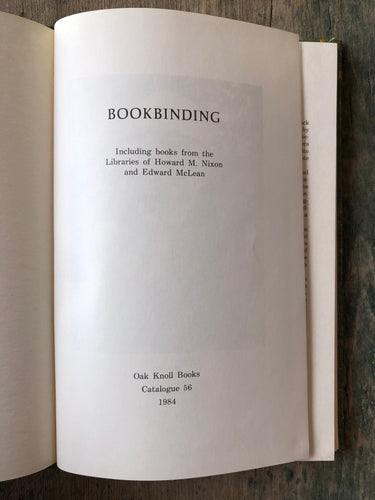 BOOKBINDING
Including books from the
Libraries of Howard M. Nixon
and Edward McLean
Oak Knoll Books
Catalogue 56
1984